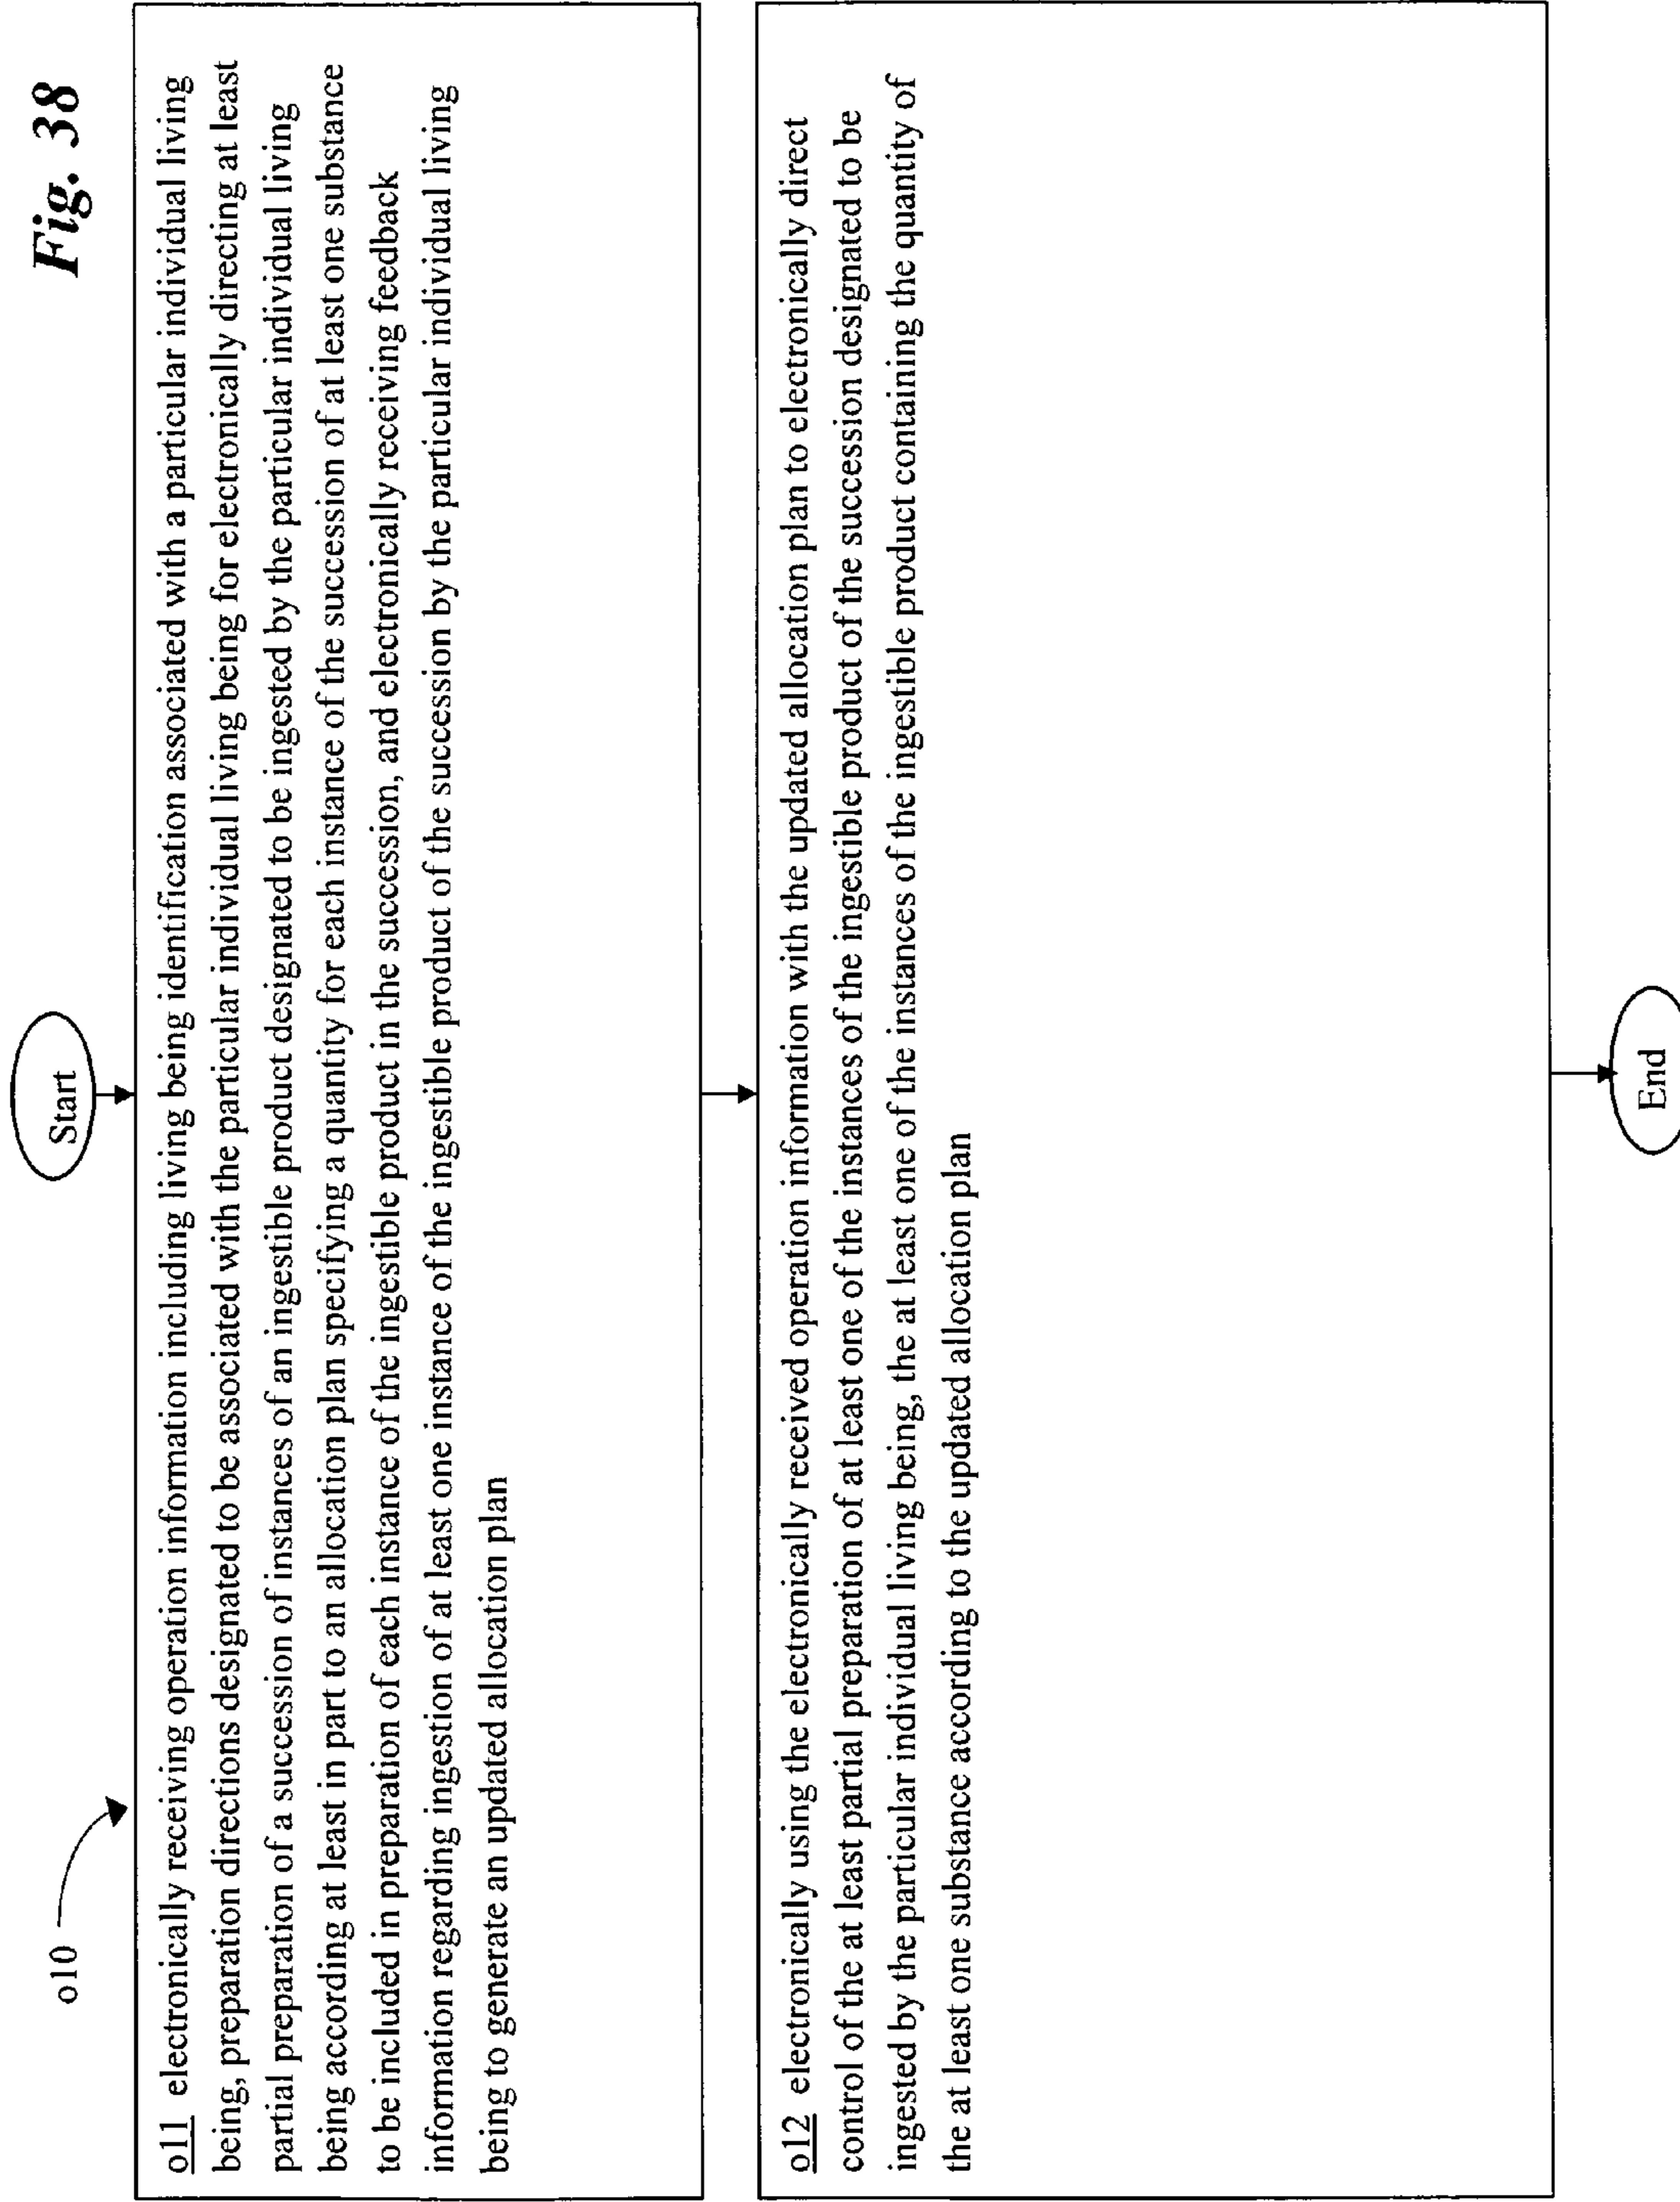 Fig. 38
Start
o10
o11 electronically receiving operation information including living being identification associated with a particular individual living
being, preparation directions designated to be associated with the particular individual living being for electronically directing at least
partial preparation of a succession of instances of an ingestible product designated to be ingested by the particular individual living
being according at least in part to an allocation plan specifying a quantity for each instance of the succession of at least one substance
to be included in preparation of each instance of the ingestible product in the succession, and electronically receiving feedback
information regarding ingestion of at least one instance of the ingestible product of the succession by the particular individual living
being to generate an updated allocation plan
o12 electronically using the electronically received operation information with the updated allocation plan to electronically direct
control of the at least partial preparation of at least one of the instances of the ingestible product of the succession designated to be
ingested by the particular individual living being, the at least one of the instances of the ingestible product containing the quantity of
the at least one substance according to the updated allocation plan
End